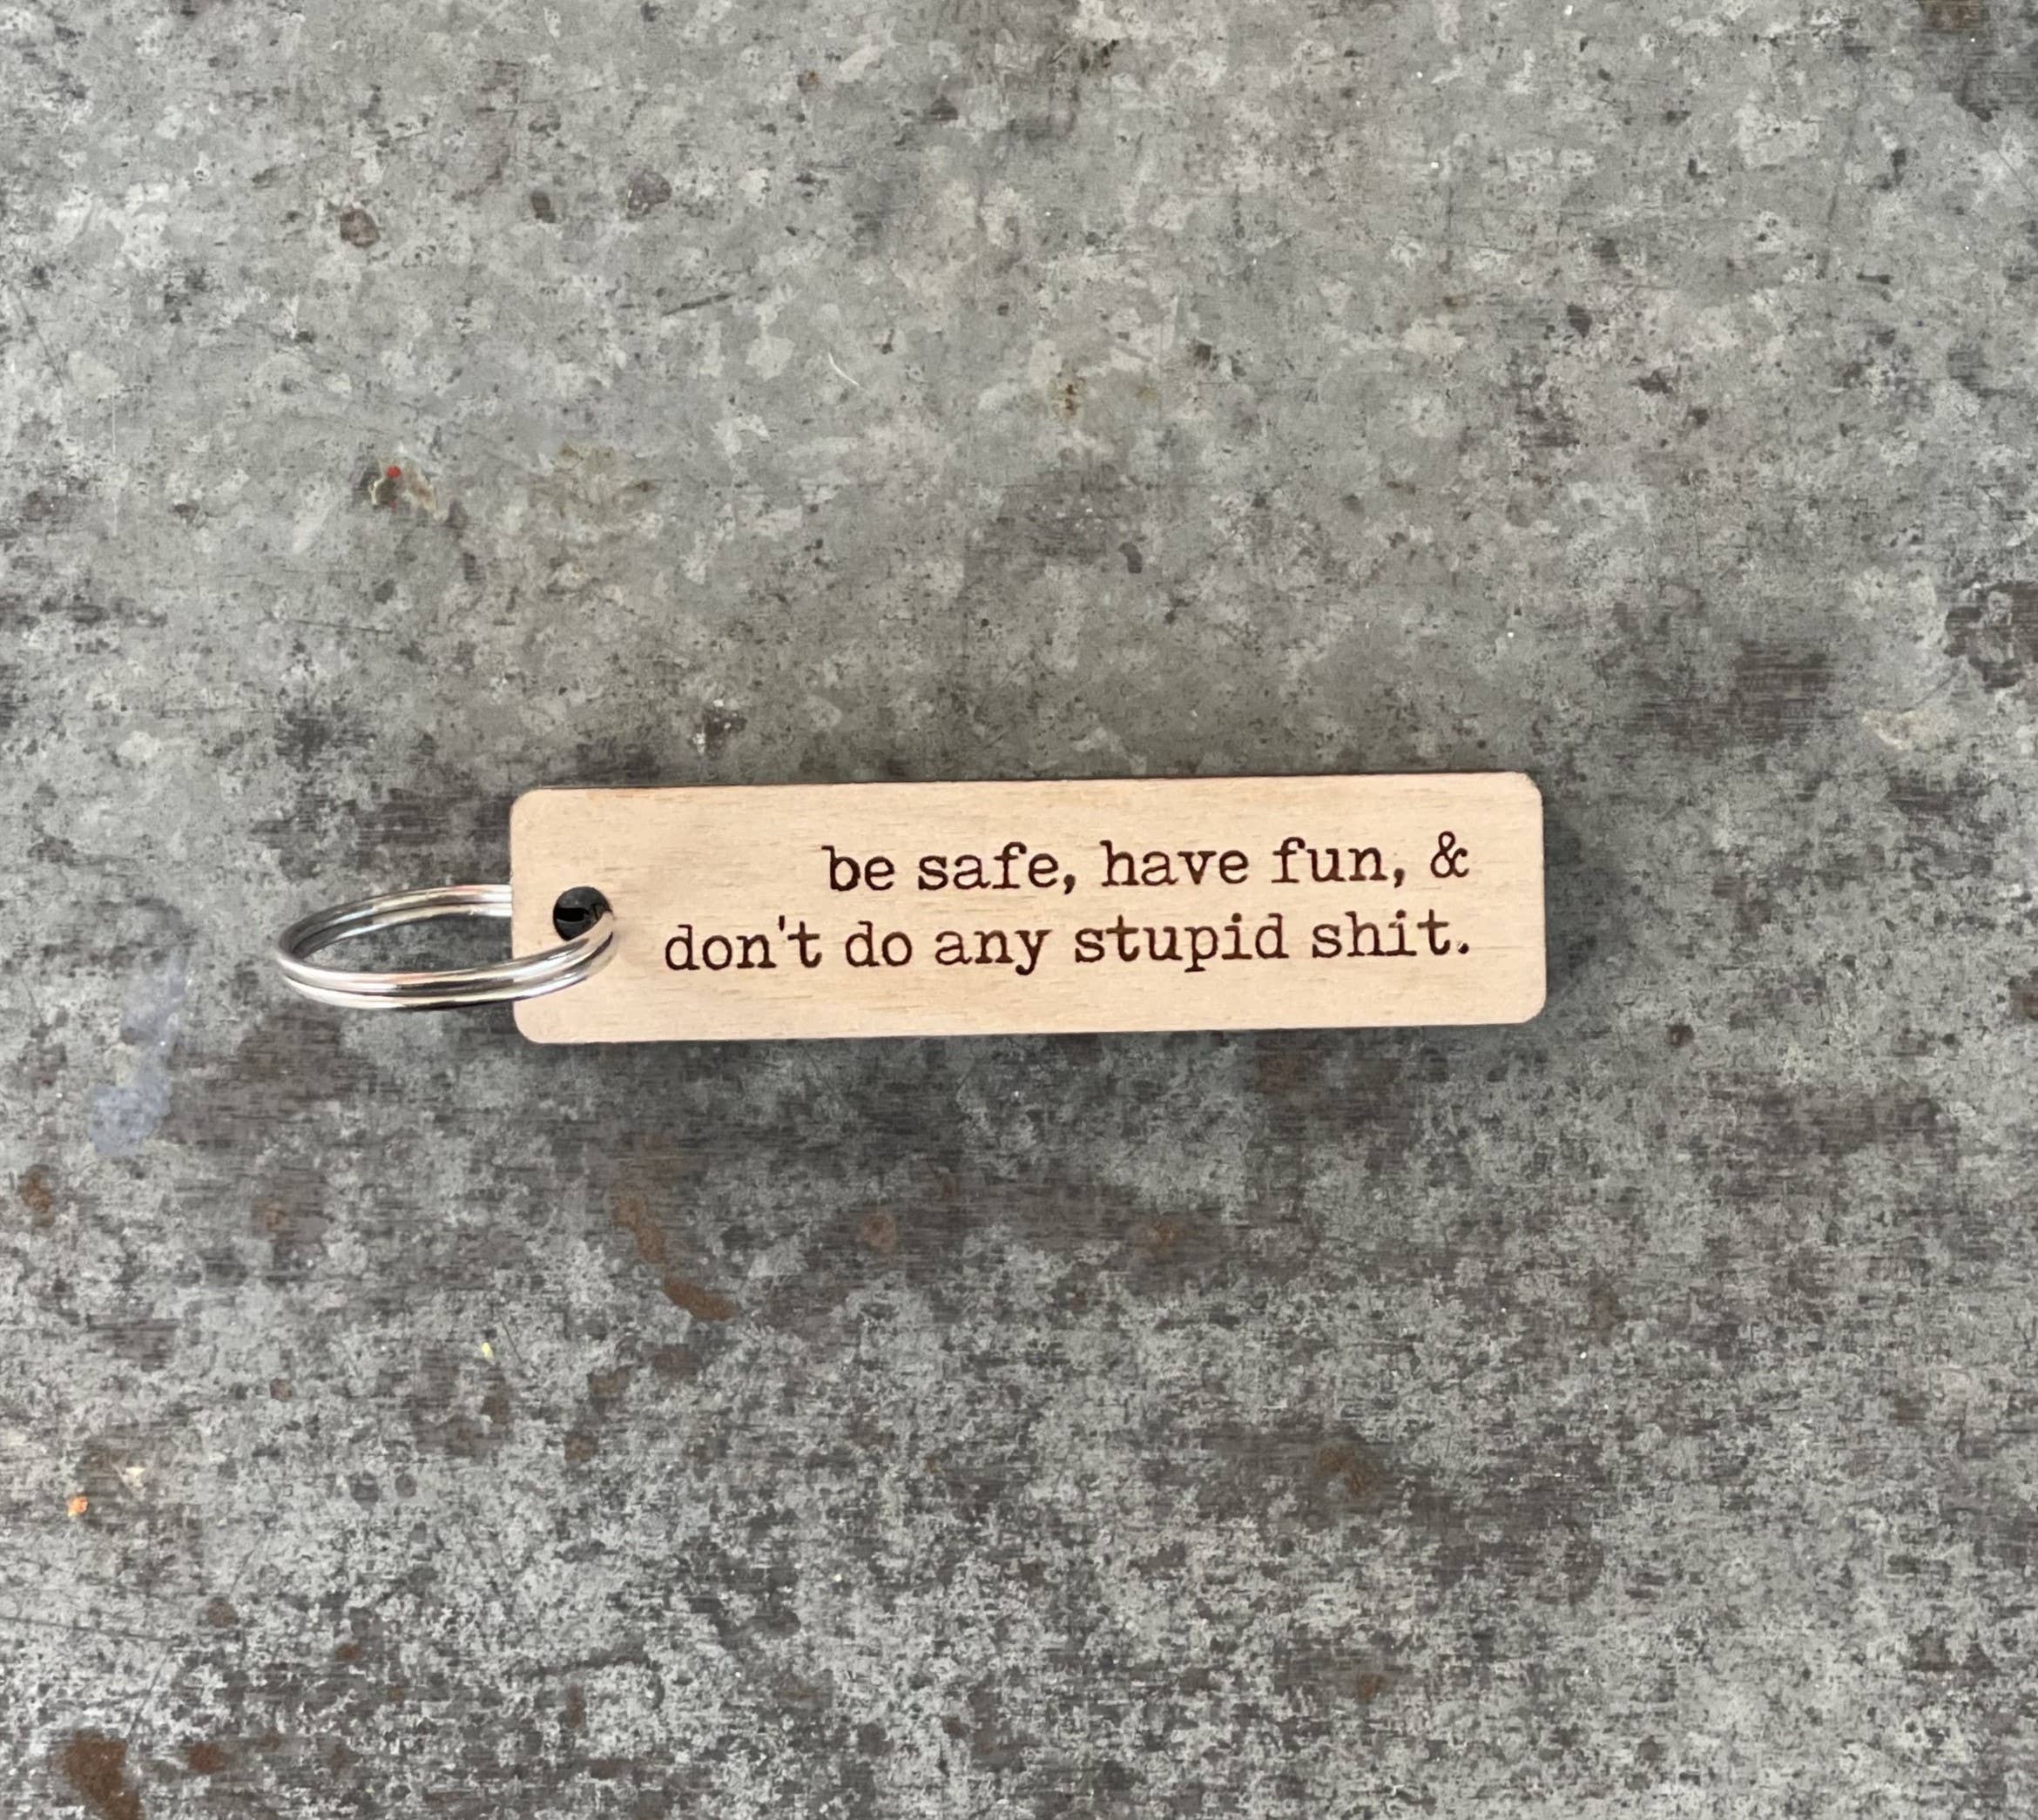 be safe, have fun, &
don't do any stupid shit.